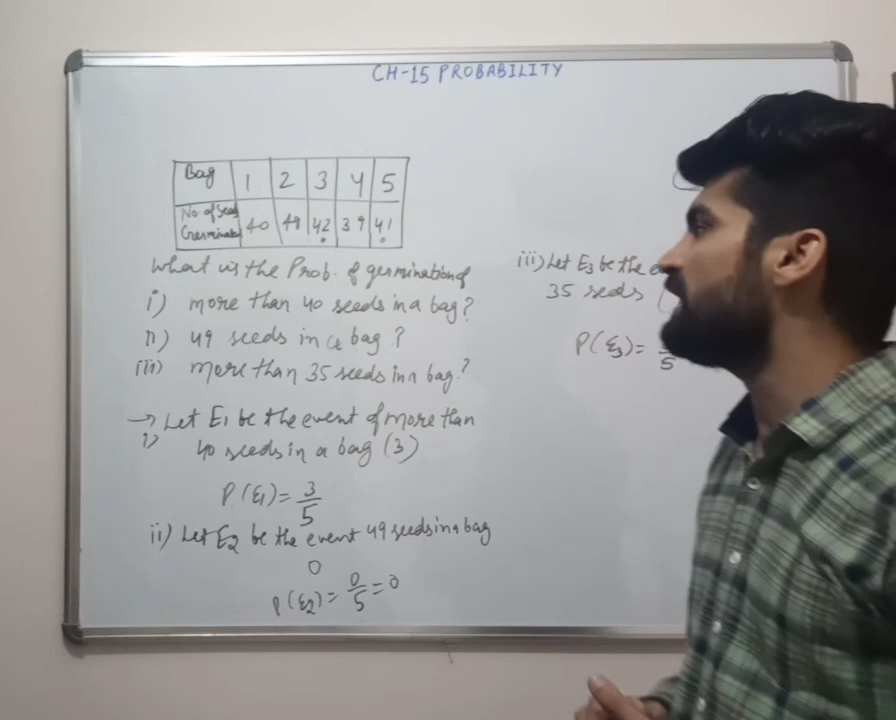 CH-15 PROBABILITY
Bag 1 2 3 4 5
No. of Seeds Germinated 40 48 42 39 41
What is the Prob. of germination of
i) more than 40 seeds in a bag?
ii) 49 seeds in a bag?
iii) more than 35 seeds in a bag?
→ Let E1 be the event of more than
i) 40 seeds in a bag (3)
P(E1) = 3/5
ii) Let E2 be the event 49 seeds in a bag
0
P(E2) = 0/5 = 0
iii) Let E3 be the
35 seeds (
P(E3) = /5